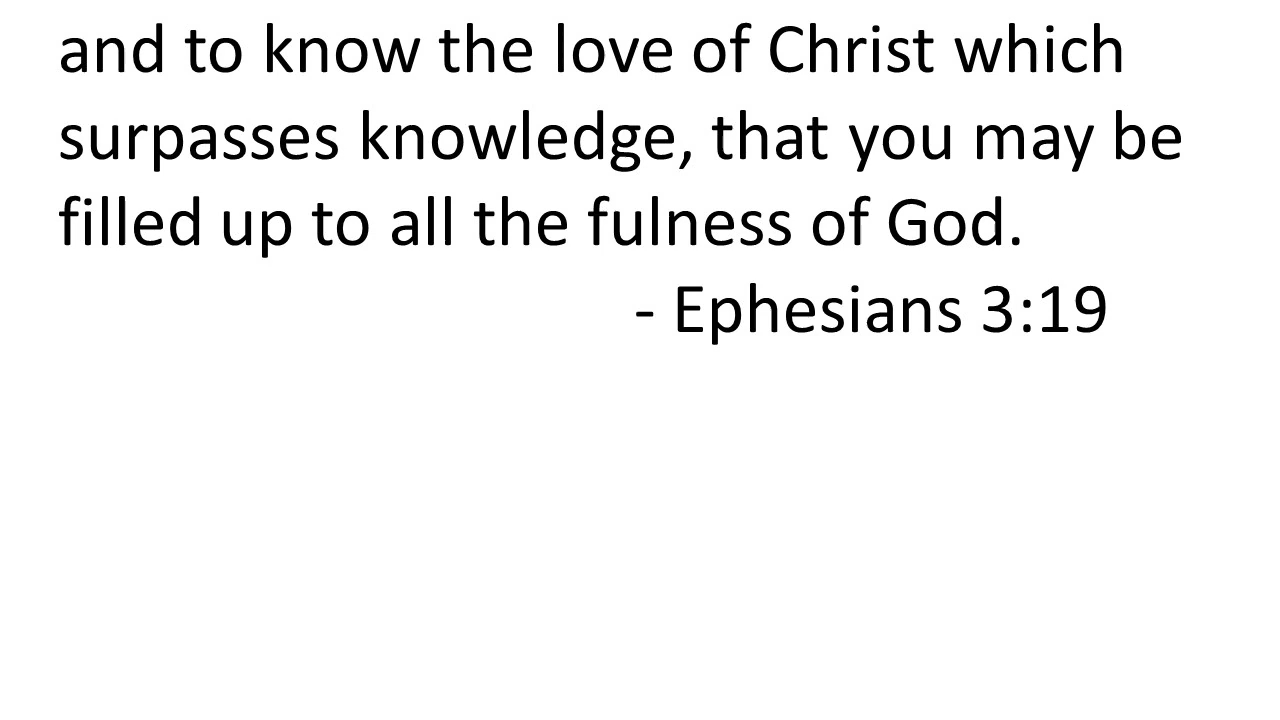 and to know the love of Christ which
surpasses knowledge, that you may be
filled up to all the fulness of God.
- Ephesians 3:19